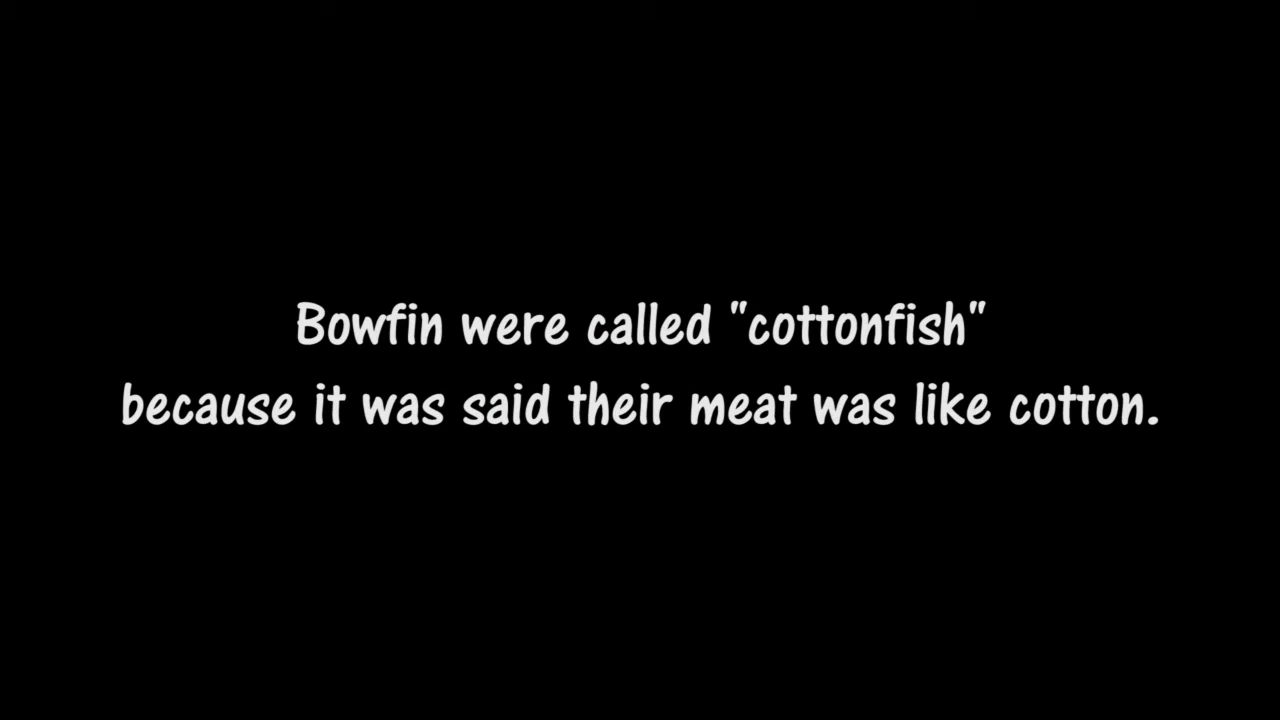 Bowfin were called "cottonfish"
because it was said their meat was like cotton.